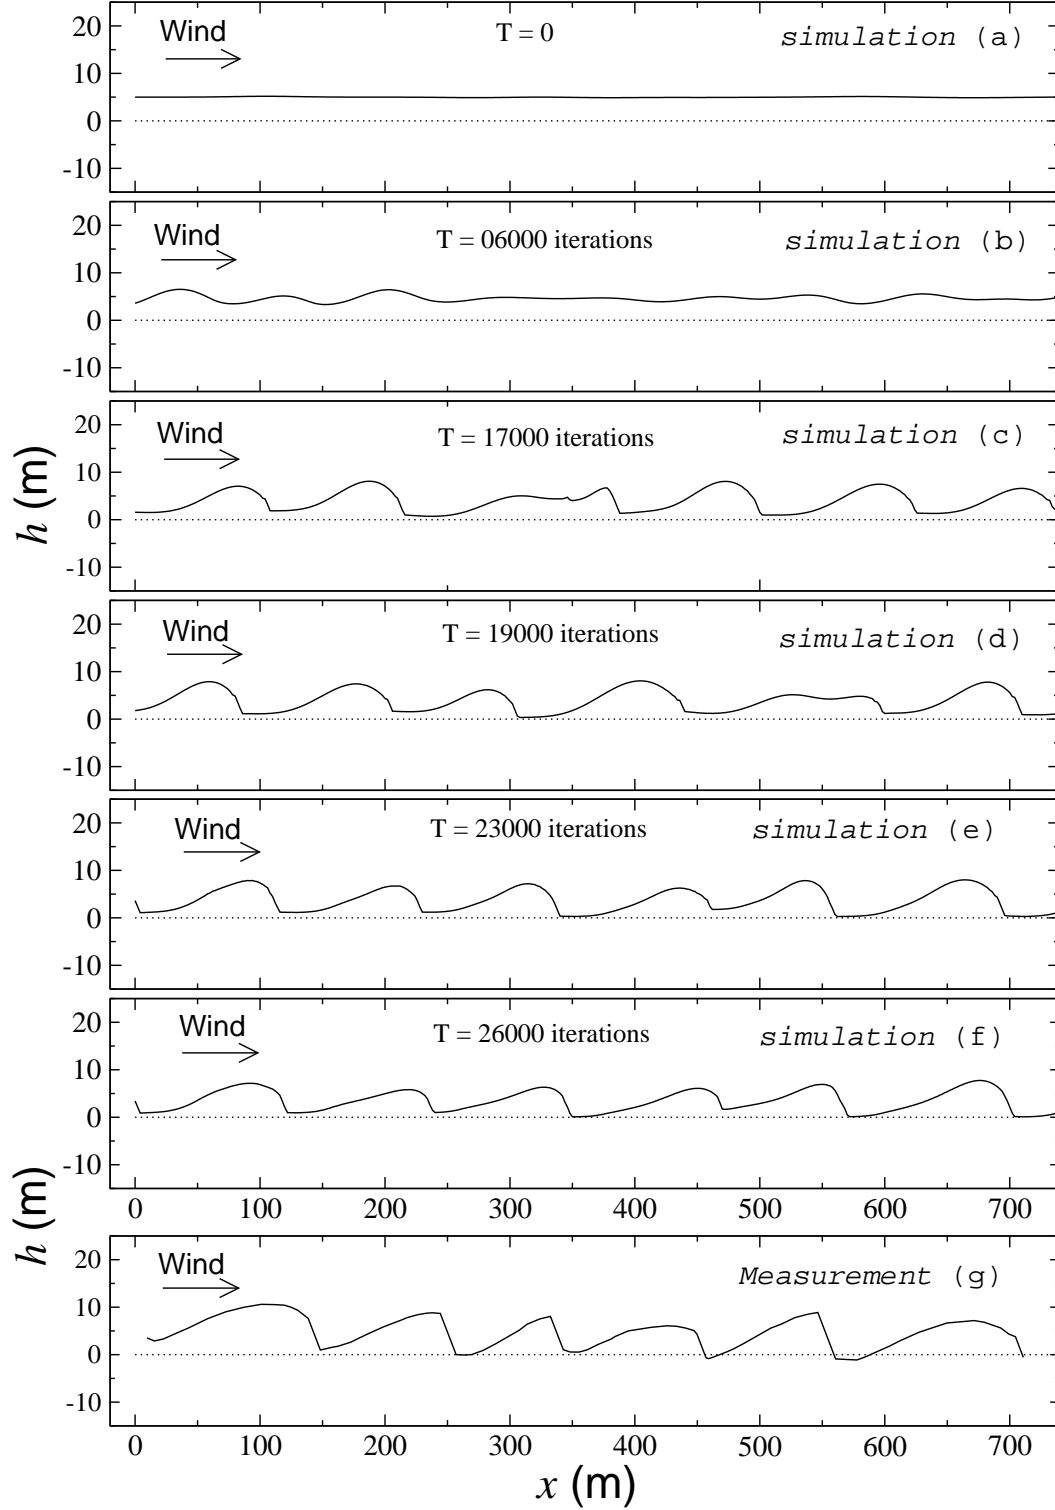 20
10
0
-10
Wind
T = 0
simulation (a)
20
10
0
-10
Wind
T = 06000 iterations
simulation (b)
20
10
0
-10
Wind
T = 17000 iterations
simulation (c)
h (m)
20
10
0
-10
Wind
T = 19000 iterations
simulation (d)
20
10
0
-10
Wind
T = 23000 iterations
simulation (e)
20
10
0
-10
Wind
T = 26000 iterations
simulation (f)
0 100 200 300 400 500 600 700
h (m)
20
10
0
-10
Wind
Measurement (g)
0 100 200 300 400 500 600 700
x (m)